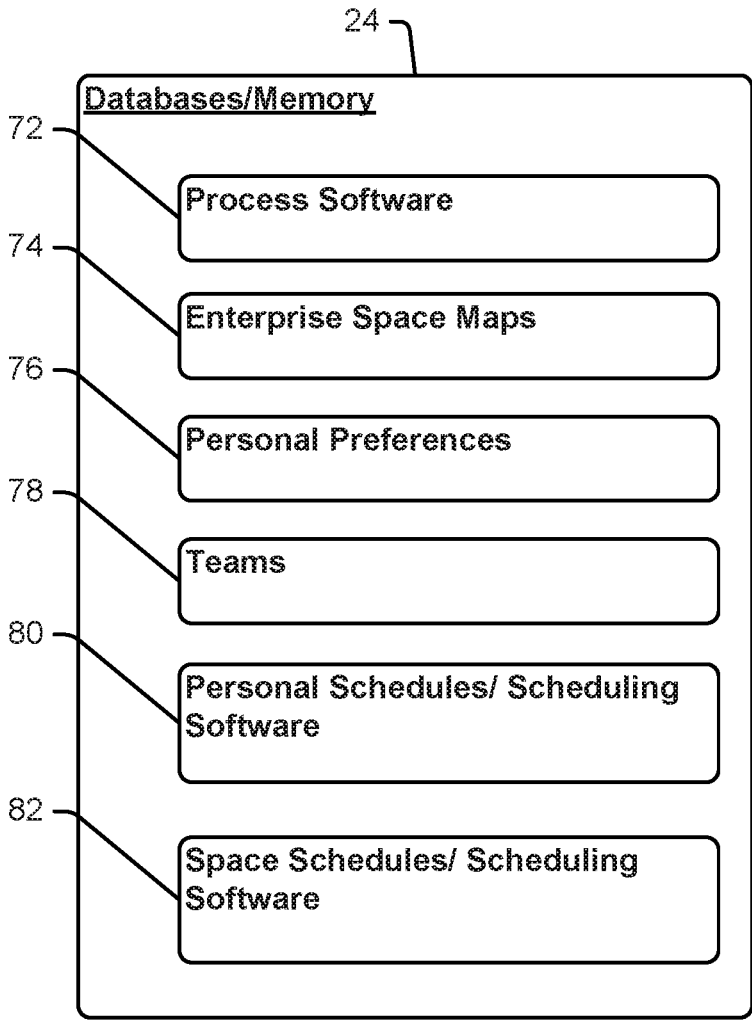 24
Databases/Memory
72
Process Software
74
Enterprise Space Maps
76
Personal Preferences
78
Teams
80
Personal Schedules/ Scheduling
Software
82
Space Schedules/ Scheduling
Software